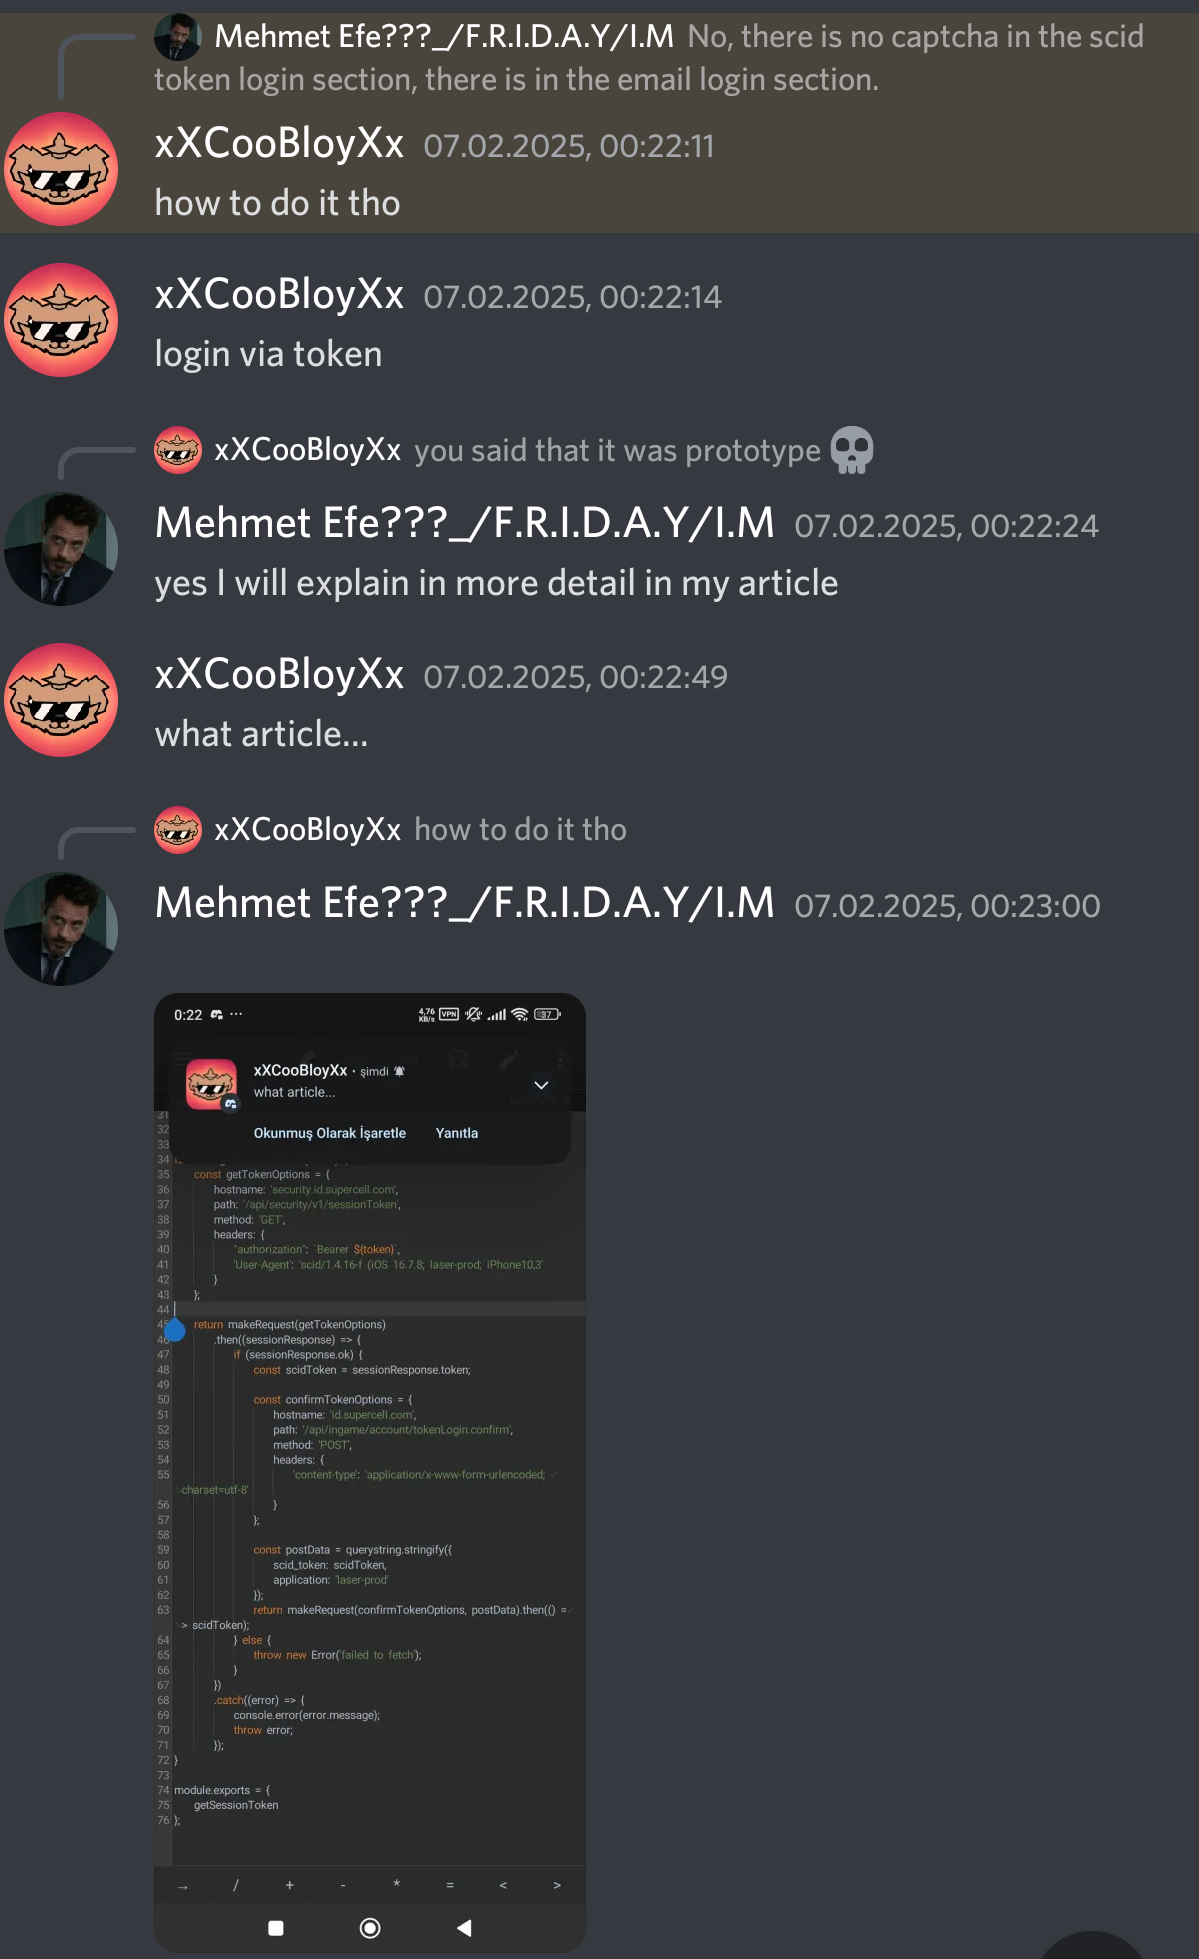 Mehmet Efe???_/F.R.I.D.A.Y/I.M No, there is no captcha in the scid
token login section, there is in the email login section.
xXCooBloyXx 07.02.2025, 00:22:11
how to do it tho
xXCooBloyXx 07.02.2025, 00:22:14
login via token
xXCooBloyXx you said that it was prototype 💀
Mehmet Efe???_/F.R.I.D.A.Y/I.M 07.02.2025, 00:22:24
yes I will explain in more detail in my article
xXCooBloyXx 07.02.2025, 00:22:49
what article...
xXCooBloyXx how to do it tho
Mehmet Efe???_/F.R.I.D.A.Y/I.M 07.02.2025, 00:23:00
0:22 ... 4,76 KB/s VPN 37
xXCooBloyXx • şimdi
what article...
Okunmuş Olarak İşaretle Yanıtla
31
32
33
34
35 const getTokenOptions = {
36 hostname: 'security.id.supercell.com',
37 path: '/api/security/v1/sessionToken',
38 method: 'GET',
39 headers: {
40 "authorization": `Bearer ${token}`,
41 'User-Agent': 'scid/1.4.16-f (iOS 16.7.8; laser-prod; iPhone10,3'
42 }
43 };
44
45 return makeRequest(getTokenOptions)
46 .then((sessionResponse) => {
47 if (sessionResponse.ok) {
48 const scidToken = sessionResponse.token;
49
50 const confirmTokenOptions = {
51 hostname: 'id.supercell.com',
52 path: '/api/ingame/account/tokenLogin.confirm',
53 method: 'POST',
54 headers: {
55 'content-type': 'application/x-www-form-urlencoded;
charset=utf-8'
56 }
57 };
58
59 const postData = querystring.stringify({
60 scid_token: scidToken,
61 application: 'laser-prod'
62 });
63 return makeRequest(confirmTokenOptions, postData).then(() =
> scidToken);
64 } else {
65 throw new Error('failed to fetch');
66 }
67 })
68 .catch((error) => {
69 console.error(error.message);
70 throw error;
71 });
72 }
73
74 module.exports = {
75 getSessionToken
76 };
→ / + - * = < >